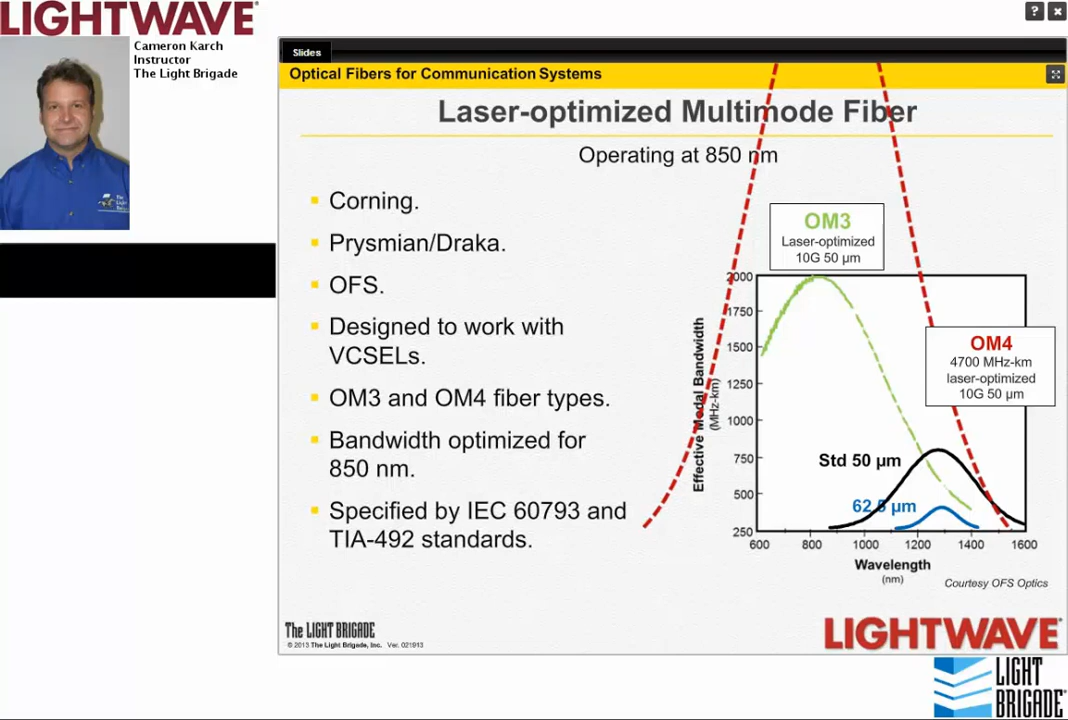 LIGHTWAVE®
Cameron Karch
Instructor
The Light Brigade
? ×
Slides
Optical Fibers for Communication Systems
Laser-optimized Multimode Fiber
Operating at 850 nm
Corning.
Prysmian/Draka.
OFS.
Designed to work with
VCSELs.
OM3 and OM4 fiber types.
Bandwidth optimized for
850 nm.
Specified by IEC 60793 and
TIA-492 standards.
OM3
Laser-optimized
10G 50 µm
OM4
4700 MHz-km
laser-optimized
10G 50 µm
Effective Modal Bandwidth
(MHz-km)
2000
1750
1500
1250
1000
750
500
250
Std 50 µm
62.5 µm
600 800 1000 1200 1400 1600
Wavelength
(nm)
Courtesy OFS Optics
The LIGHT BRIGADE
© 2013 The Light Brigade, Inc. Ver. 021913
LIGHTWAVE®
LIGHT
BRIGADE®